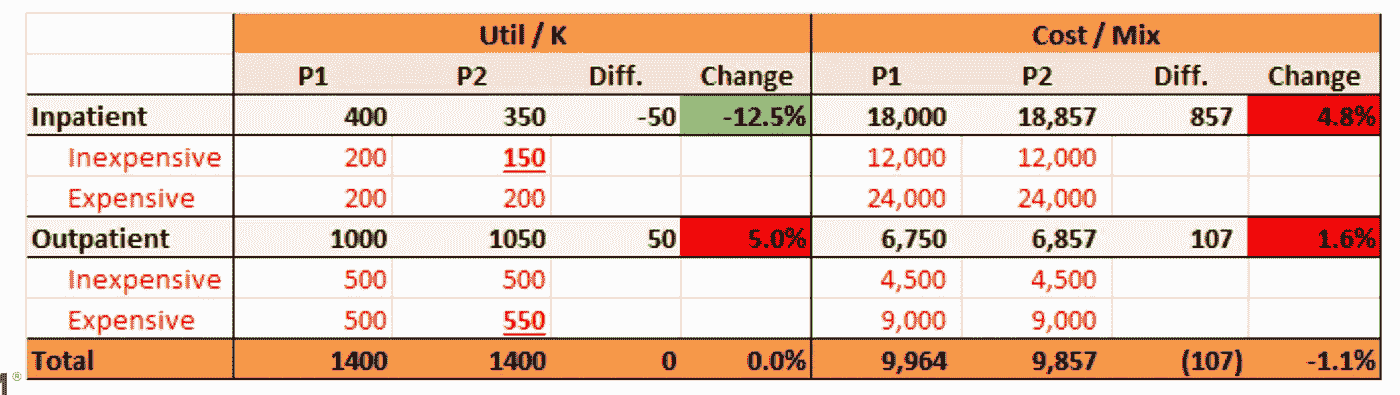 Util / K Cost / Mix
P1 P2 Diff. Change P1 P2 Diff. Change
Inpatient 400 350 -50 -12.5% 18,000 18,857 857 4.8%
Inexpensive 200 150 12,000 12,000
Expensive 200 200 24,000 24,000
Outpatient 1000 1050 50 5.0% 6,750 6,857 107 1.6%
Inexpensive 500 500 4,500 4,500
Expensive 500 550 9,000 9,000
Total 1400 1400 0 0.0% 9,964 9,857 (107) -1.1%
®